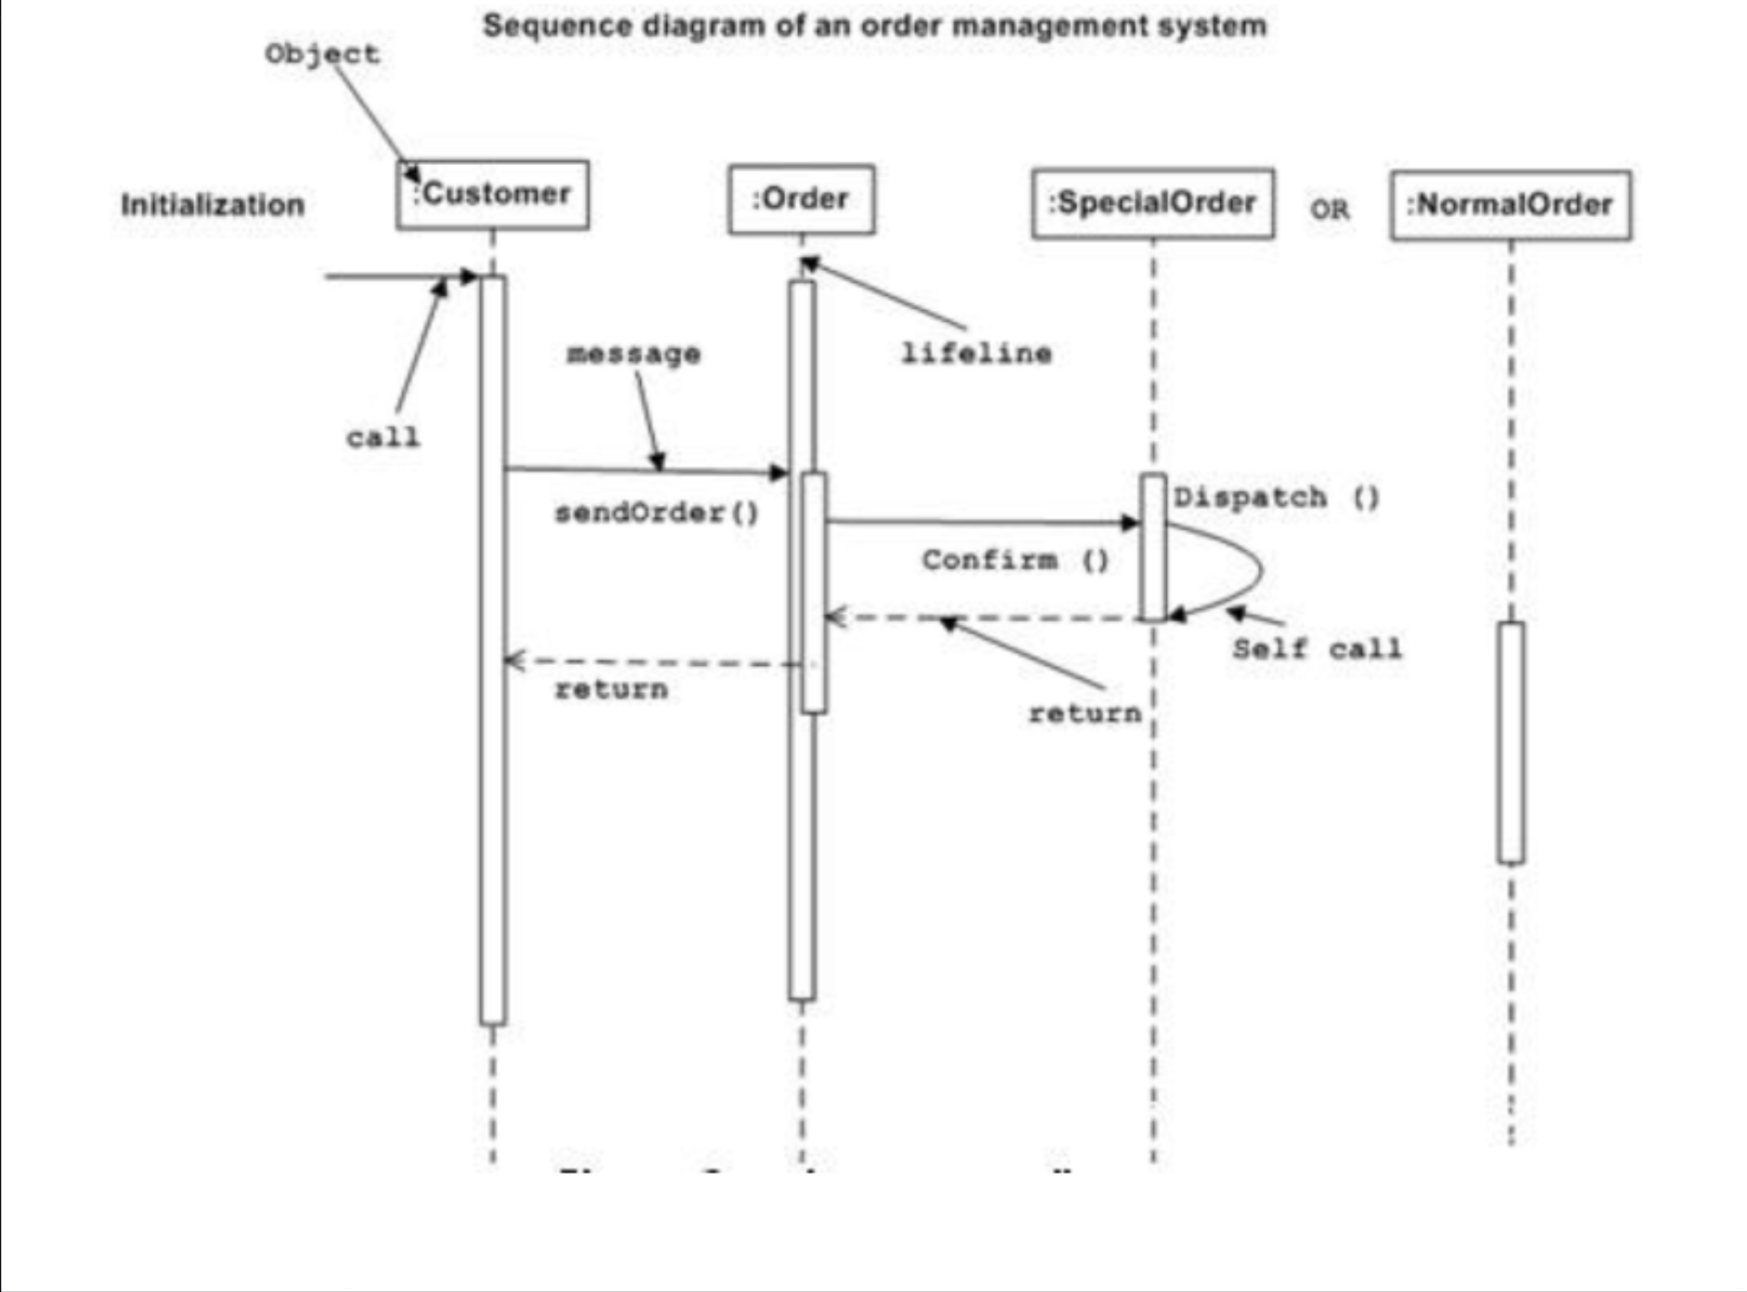 Sequence diagram of an order management system
Object
Initialization
:Customer
:Order
:SpecialOrder
OR
:NormalOrder
message
lifeline
call
sendOrder()
Dispatch ()
Confirm ()
Self call
return
return